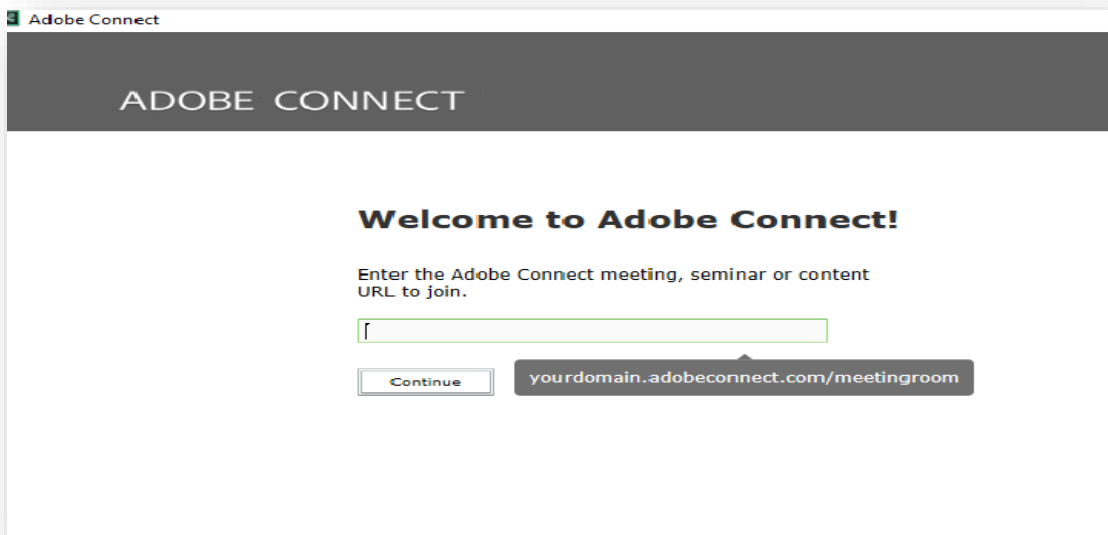 Adobe Connect
ADOBE CONNECT
Welcome to Adobe Connect!
Enter the Adobe Connect meeting, seminar or content
URL to join.
Continue
yourdomain.adobeconnect.com/meetingroom